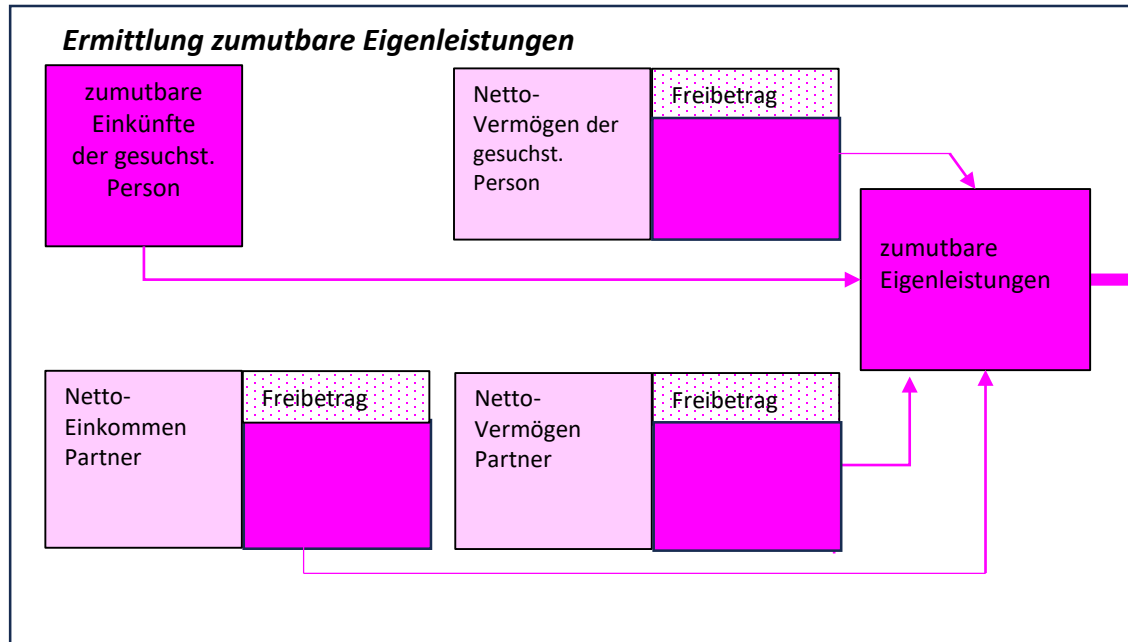 Ermittlung zumutbare Eigenleistungen
zumutbare
Einkünfte
der gesuchst.
Person
Netto-
Vermögen der
gesuchst.
Person
Freibetrag
zumutbare
Eigenleistungen
Netto-
Einkommen
Partner
Freibetrag
Netto-
Vermögen
Partner
Freibetrag